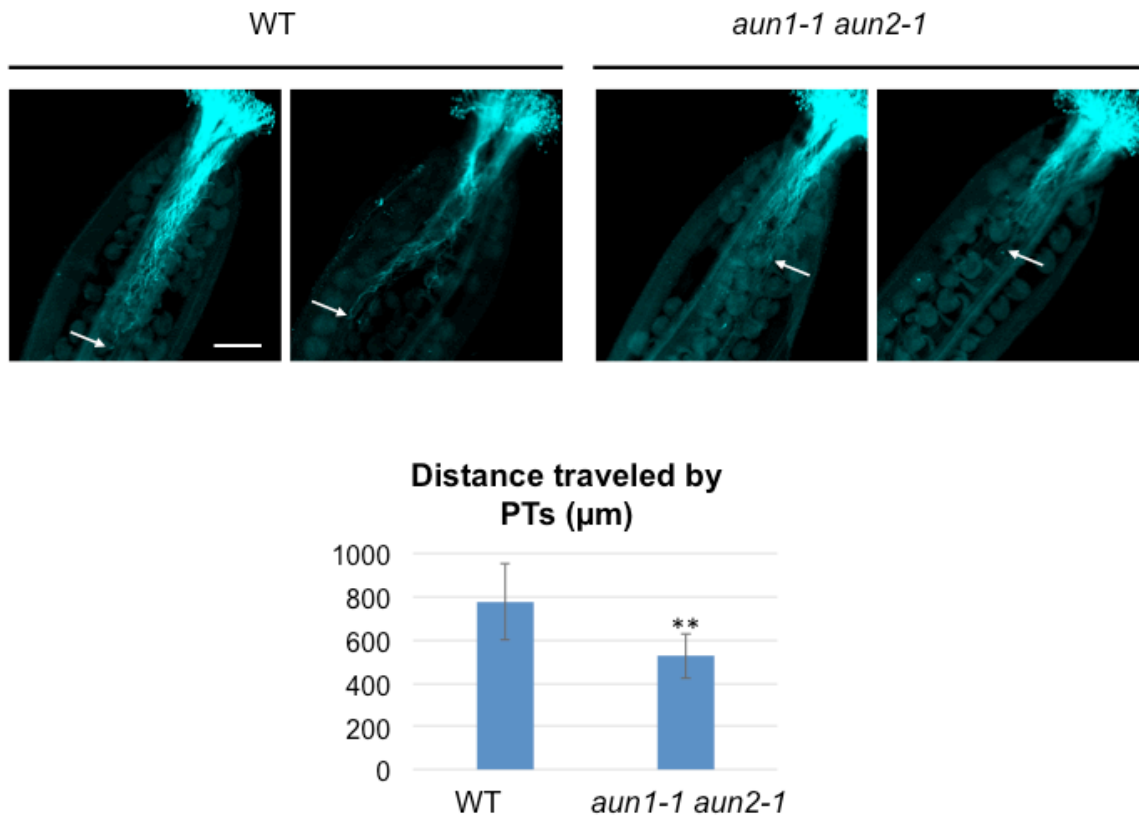 WT
aun1-1 aun2-1
Distance traveled by
PTs (µm)
1000
800
600
400
200
0
**
WT
aun1-1 aun2-1